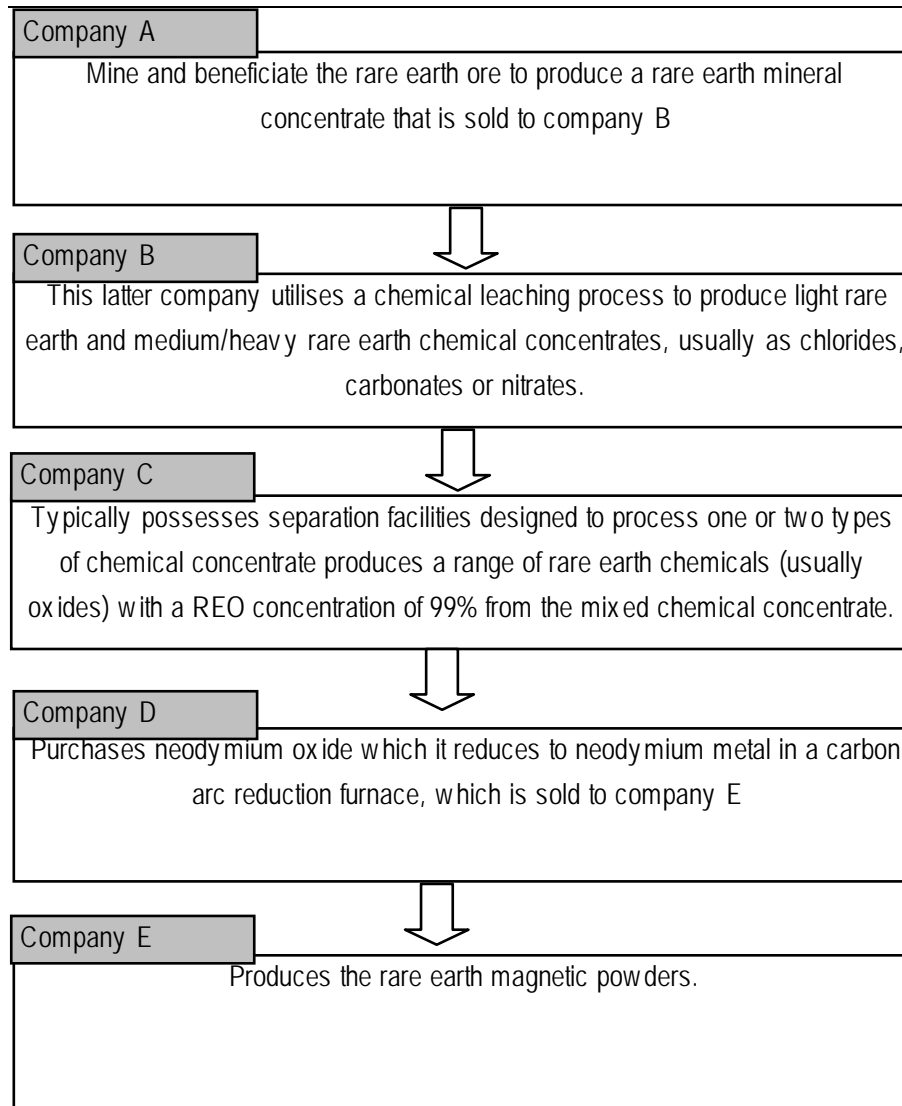 Company A
Mine and beneficiate the rare earth ore to produce a rare earth mineral
concentrate that is sold to company B
Company B
This latter company utilises a chemical leaching process to produce light rare
earth and medium/heavy rare earth chemical concentrates, usually as chlorides,
carbonates or nitrates.
Company C
Typically possesses separation facilities designed to process one or two types
of chemical concentrate produces a range of rare earth chemicals (usually
oxides) with a REO concentration of 99% from the mixed chemical concentrate.
Company D
Purchases neodymium oxide which it reduces to neodymium metal in a carbon
arc reduction furnace, which is sold to company E
Company E
Produces the rare earth magnetic powders.